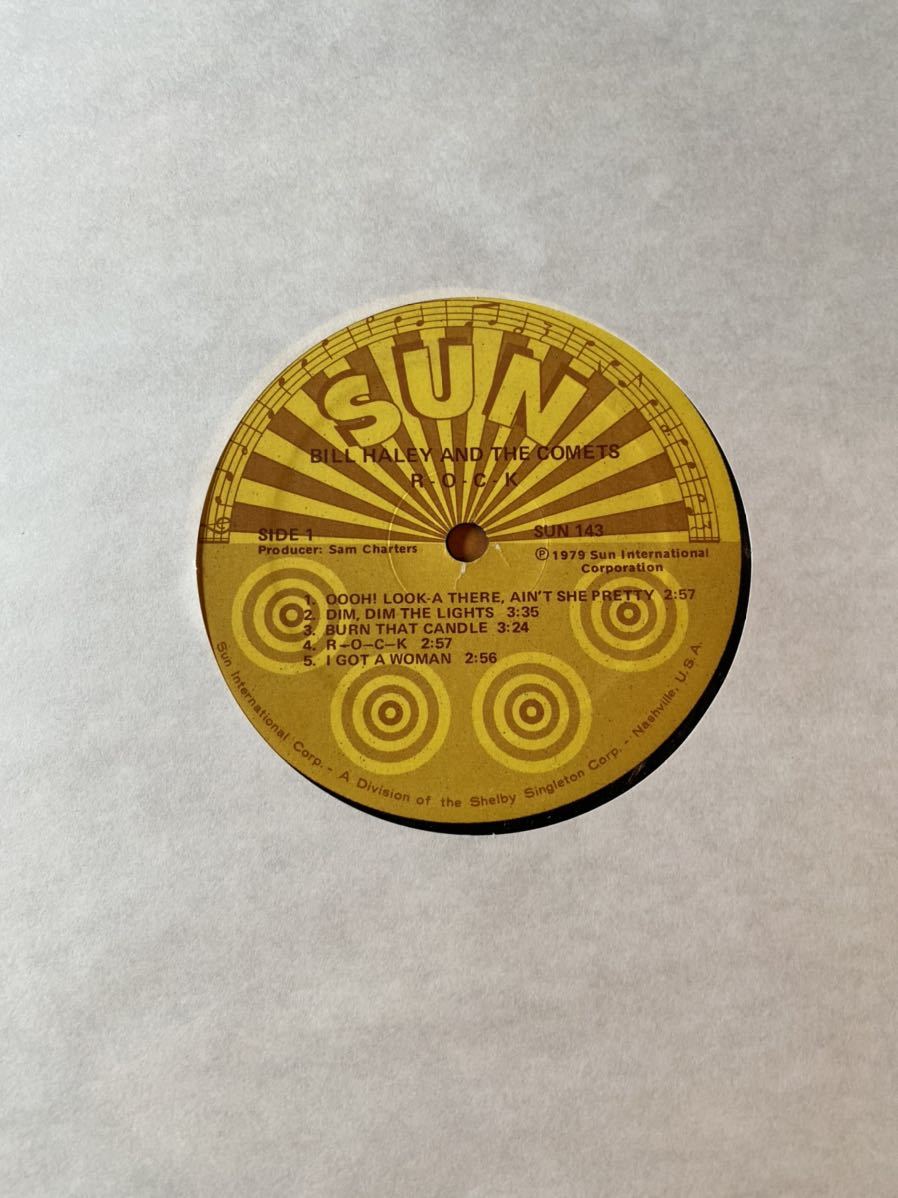 SUN
BILL HALEY AND THE COMETS
R-O-C-K
SIDE 1
Producer: Sam Charters
SUN 143
Ⓟ 1979 Sun International
Corporation
1. OOOH! LOOK-A THERE, AIN'T SHE PRETTY 2:57
2. DIM, DIM THE LIGHTS 3:35
3. BURN THAT CANDLE 3:24
4. R–O–C–K 2:57
5. I GOT A WOMAN 2:56
Sun International Corp. - A Division of the Shelby Singleton Corp. - Nashville, U.S.A.